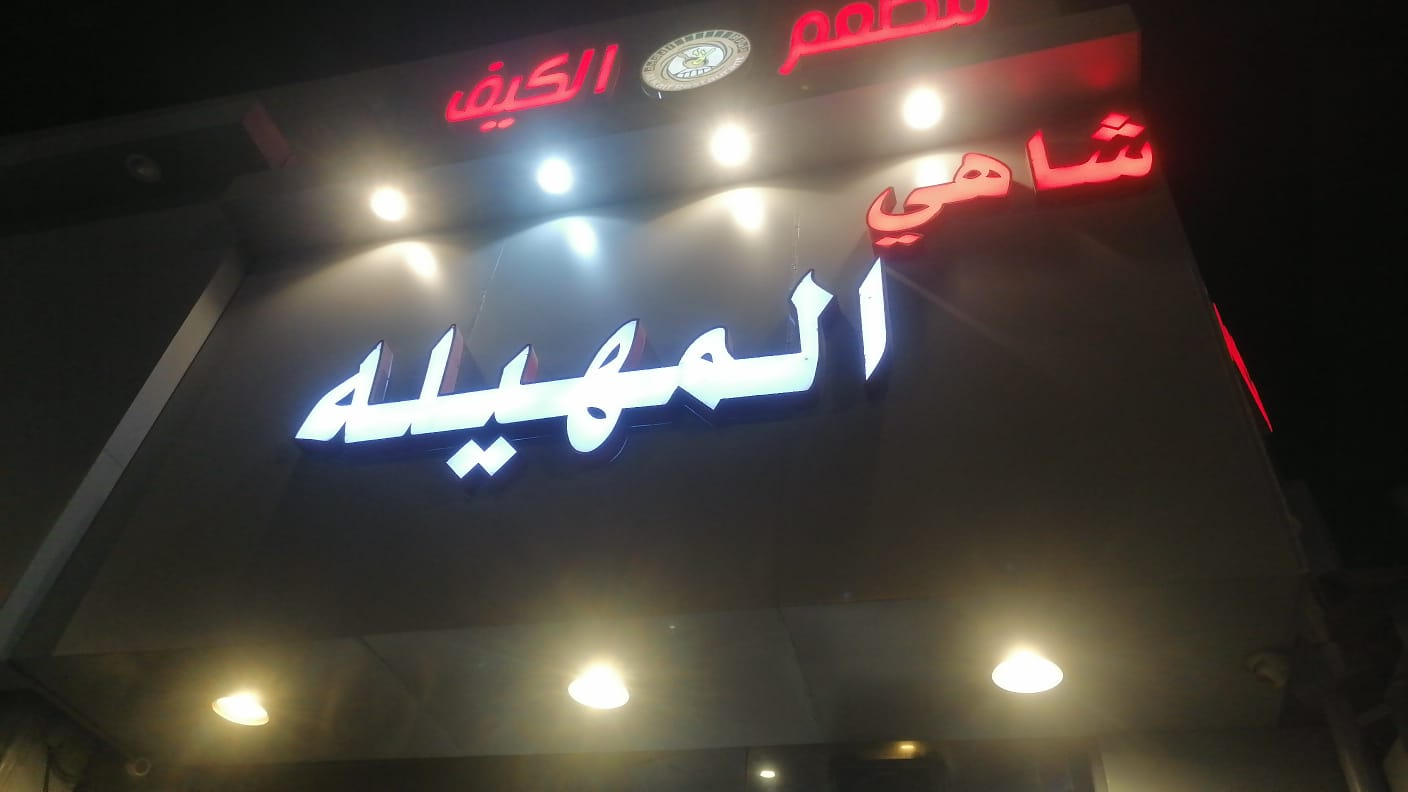 مطعم الكيف
شاهي
المهيله